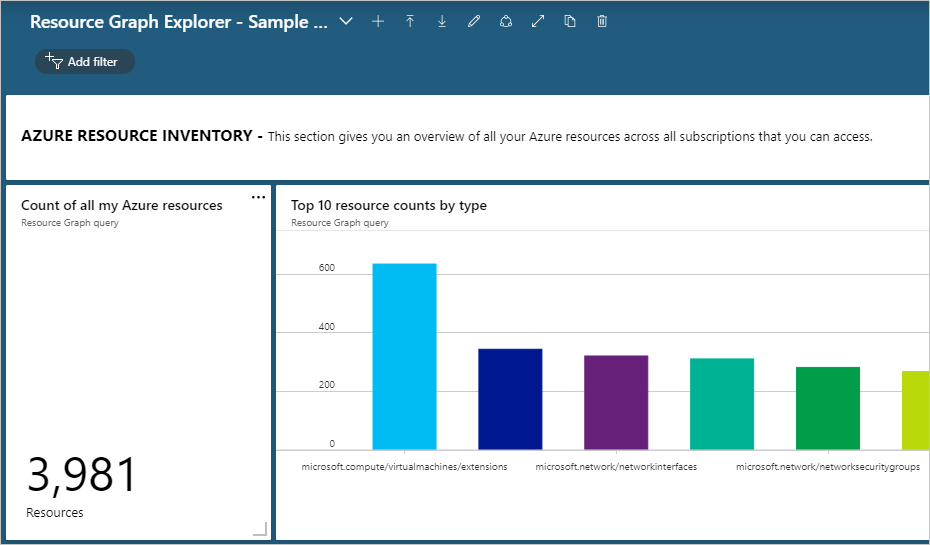 Resource Graph Explorer - Sample ...
Add filter
AZURE RESOURCE INVENTORY - This section gives you an overview of all your Azure resources across all subscriptions that you can access.
Count of all my Azure resources
Resource Graph query
3,981
Resources
Top 10 resource counts by type
Resource Graph query
600
400
200
0
microsoft.compute/virtualmachines/extensions
microsoft.network/networkinterfaces
microsoft.network/networksecuritygroups